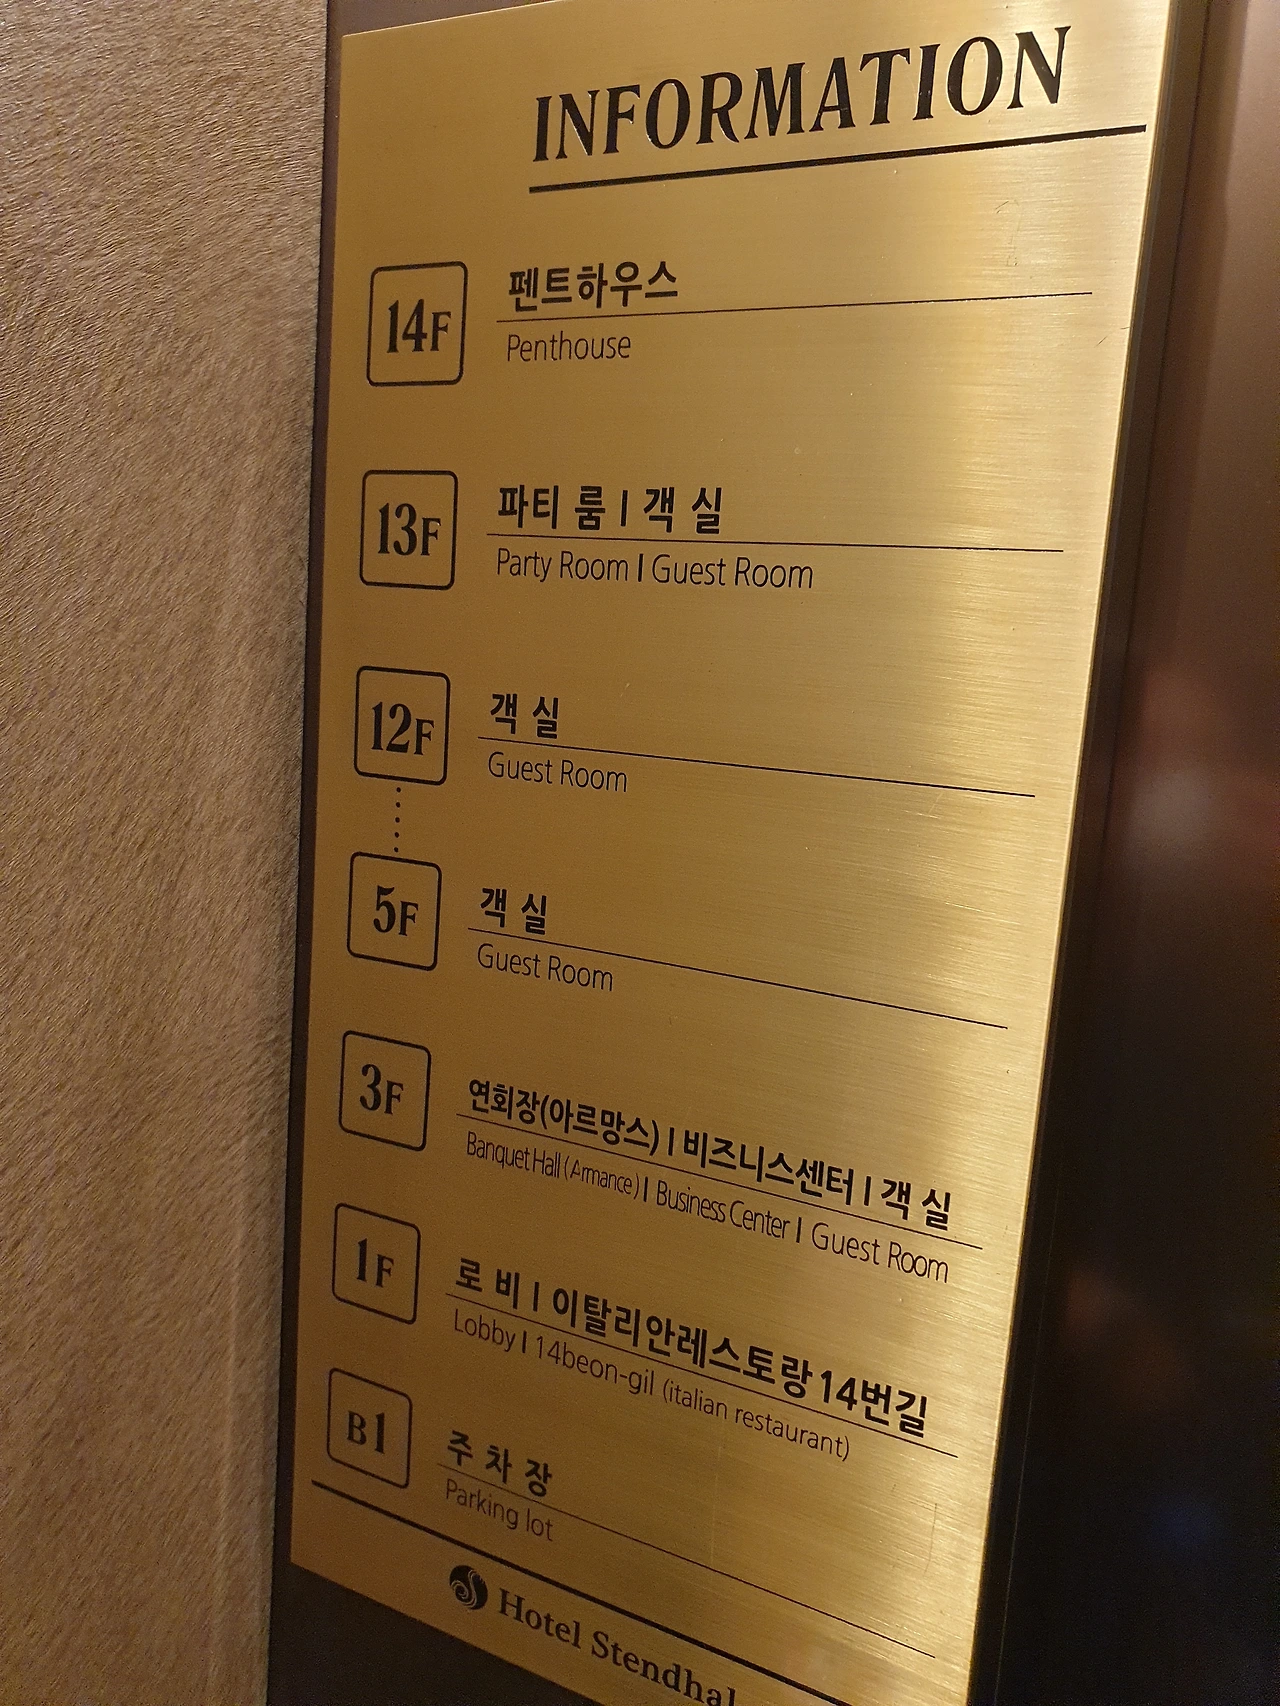 INFORMATION
14F
펜트하우스
Penthouse
13F
파티 룸 | 객 실
Party Room | Guest Room
12F
객 실
Guest Room
5F
객 실
Guest Room
3F
연회장(아르망스) | 비즈니스센터 | 객 실
Banquet Hall (Armance) | Business Center | Guest Room
1F
로 비 | 이탈리안레스토랑 14번길
Lobby | 14beon-gil (italian restaurant)
B1
주 차 장
Parking lot
Hotel Stendhal